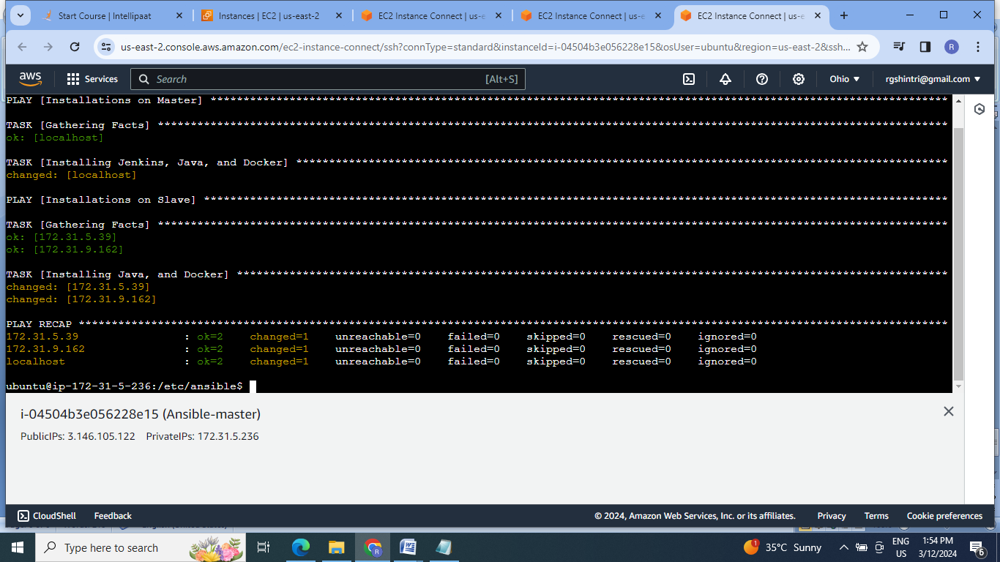 Start Course | Intellipaat
Instances | EC2 | us-east-2
EC2 Instance Connect | us-e
EC2 Instance Connect | us-e
EC2 Instance Connect | us-e
us-east-2.console.aws.amazon.com/ec2-instance-connect/ssh?connType=standard&instanceId=i-04504b3e056228e15&osUser=ubuntu&region=us-east-2&ssh...
R
aws
Services
Search
[Alt+S]
Ohio
rgshintri@gmail.com
PLAY [Installations on Master] ****************************************************************************************************************
TASK [Gathering Facts] ************************************************************************************************************************
ok: [localhost]
TASK [Installing Jenkins, Java, and Docker] ***************************************************************************************************
changed: [localhost]
PLAY [Installations on Slave] *****************************************************************************************************************
TASK [Gathering Facts] ************************************************************************************************************************
ok: [172.31.5.39]
ok: [172.31.9.162]
TASK [Installing Java, and Docker] ************************************************************************************************************
changed: [172.31.5.39]
changed: [172.31.9.162]
PLAY RECAP ************************************************************************************************************************************
172.31.5.39 : ok=2 changed=1 unreachable=0 failed=0 skipped=0 rescued=0 ignored=0
172.31.9.162 : ok=2 changed=1 unreachable=0 failed=0 skipped=0 rescued=0 ignored=0
localhost : ok=2 changed=1 unreachable=0 failed=0 skipped=0 rescued=0 ignored=0
ubuntu@ip-172-31-5-236:/etc/ansible$
i-04504b3e056228e15 (Ansible-master)
PublicIPs: 3.146.105.122 PrivateIPs: 172.31.5.236
CloudShell
Feedback
© 2024, Amazon Web Services, Inc. or its affiliates.
Privacy
Terms
Cookie preferences
Type here to search
R
1
35°C Sunny
ENG
US
1:54 PM
3/12/2024
6